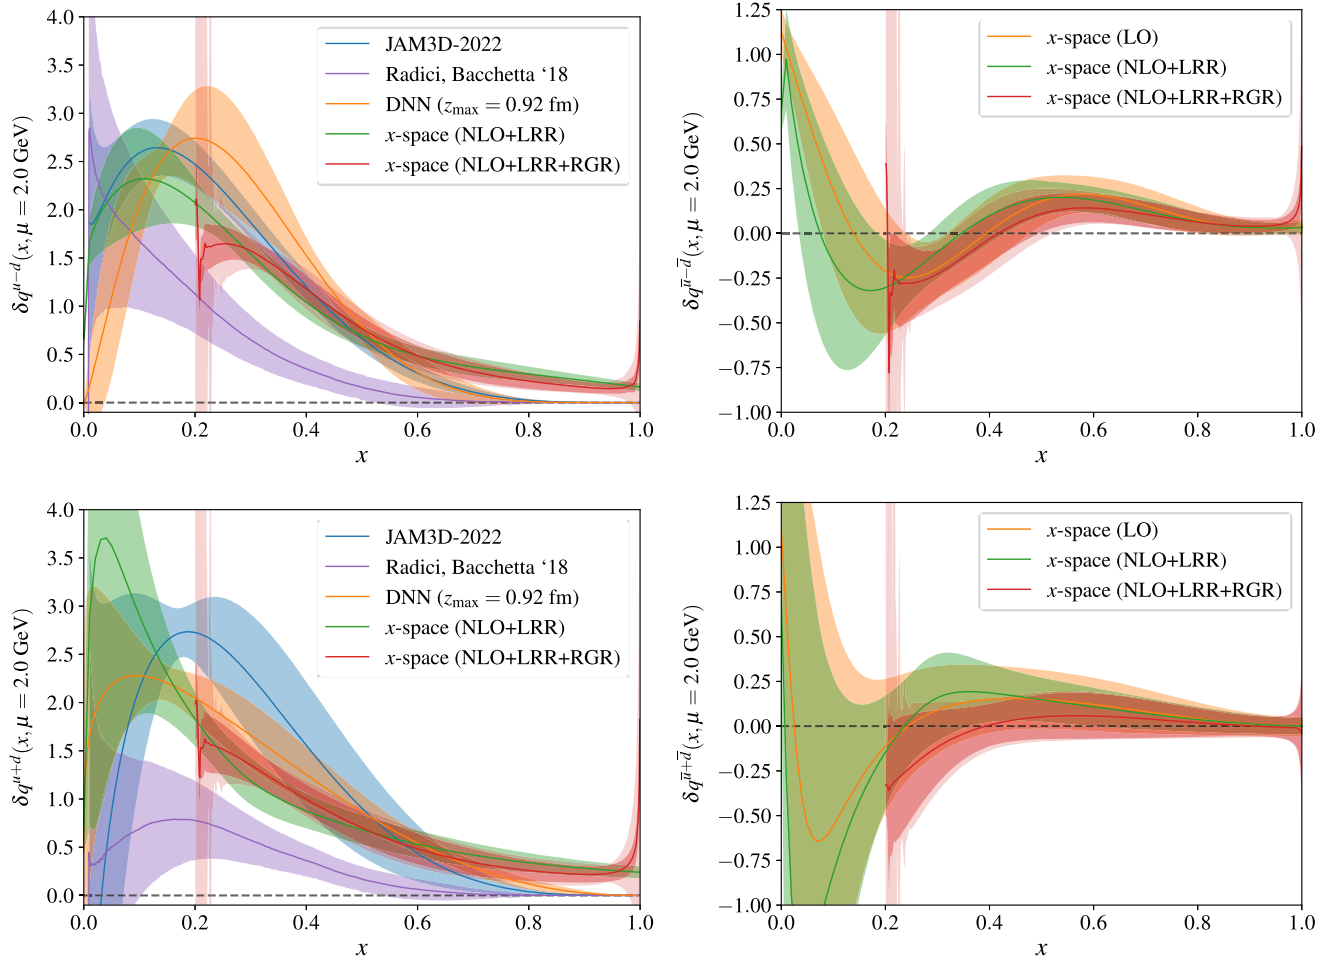 4.0
3.5
3.0
2.5
2.0
1.5
1.0
0.5
0.0
δq^{u−d}(x, μ = 2.0 GeV)
JAM3D-2022
Radici, Bacchetta ‘18
DNN (z_max = 0.92 fm)
x-space (NLO+LRR)
x-space (NLO+LRR+RGR)
0.0 0.2 0.4 0.6 0.8 1.0
x
1.25
1.00
0.75
0.50
0.25
0.00
−0.25
−0.50
−0.75
−1.00
δq^{u̅−d̅}(x, μ = 2.0 GeV)
x-space (LO)
x-space (NLO+LRR)
x-space (NLO+LRR+RGR)
0.0 0.2 0.4 0.6 0.8 1.0
x
4.0
3.5
3.0
2.5
2.0
1.5
1.0
0.5
0.0
δq^{u+d}(x, μ = 2.0 GeV)
JAM3D-2022
Radici, Bacchetta ‘18
DNN (z_max = 0.92 fm)
x-space (NLO+LRR)
x-space (NLO+LRR+RGR)
0.0 0.2 0.4 0.6 0.8 1.0
x
1.25
1.00
0.75
0.50
0.25
0.00
−0.25
−0.50
−0.75
−1.00
δq^{u̅+d̅}(x, μ = 2.0 GeV)
x-space (LO)
x-space (NLO+LRR)
x-space (NLO+LRR+RGR)
0.0 0.2 0.4 0.6 0.8 1.0
x